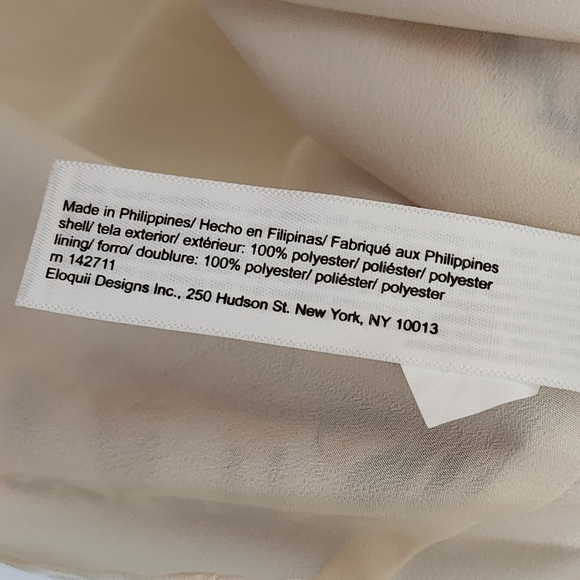 Made in Philippines/ Hecho en Filipinas/ Fabriqué aux Philippines
shell/ tela exterior/ extérieur: 100% polyester/ poliéster/ polyester
lining/ forro/ doublure: 100% polyester/ poliéster/ polyester
rn 142711
Eloquii Designs Inc., 250 Hudson St. New York, NY 10013